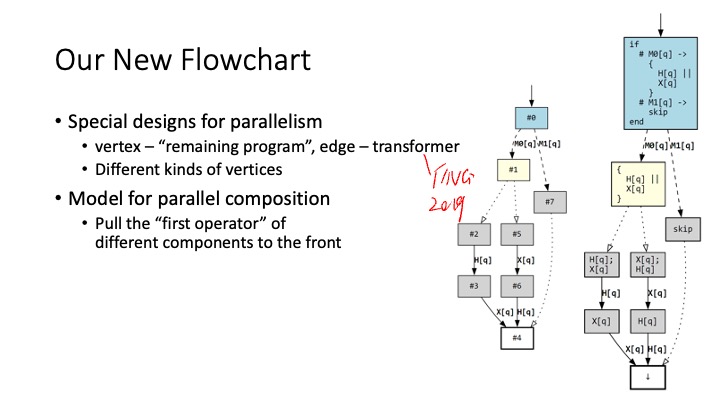 Our New Flowchart
• Special designs for parallelism
• vertex – “remaining program”, edge – transformer
• Different kinds of vertices
• Model for parallel composition
• Pull the “first operator” of
different components to the front
YING
2019
#0
M0[q]
M1[q]
#1
#7
#2
#5
H[q]
X[q]
#3
#6
X[q]
H[q]
#4
if
# M0[q] ->
{
H[q] ||
X[q]
}
# M1[q] ->
skip
end
M0[q]
M1[q]
{
H[q] ||
X[q]
}
skip
H[q];
X[q]
X[q];
H[q]
H[q]
X[q]
X[q]
H[q]
X[q]
H[q]
↓